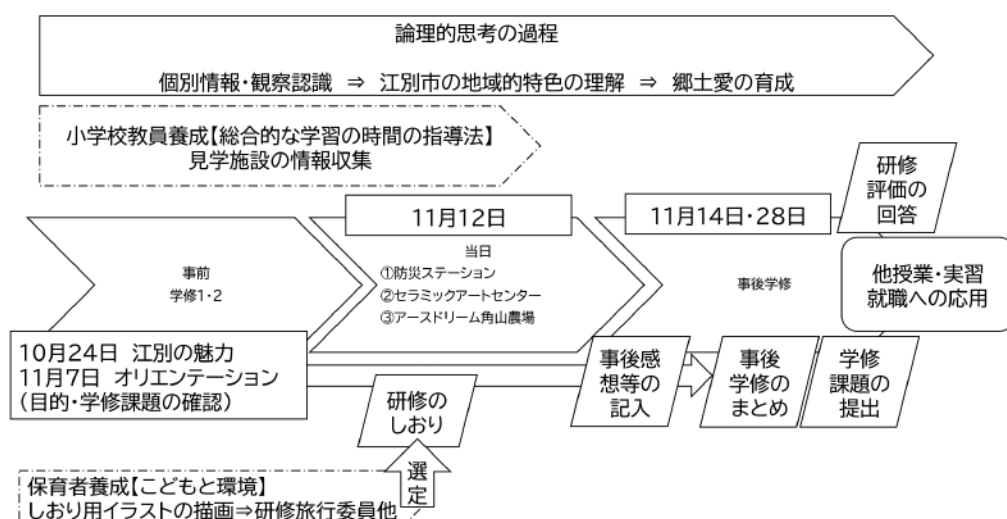 論理的思考の過程
個別情報・観察認識 ⇒ 江別市の地域的特色の理解 ⇒ 郷土愛の育成
小学校教員養成【総合的な学習の時間の指導法】
見学施設の情報収集
研修
評価の
回答
11月12日
11月14日・28日
事前
学修1・2
当日
①防災ステーション
②セラミックアートセンター
③アースドリーム角山農場
事後学修
他授業・実習
就職への応用
10月24日 江別の魅力
11月7日 オリエンテーション
(目的・学修課題の確認)
研修の
しおり
事後感
想等の
記入
事後
学修の
まとめ
学修
課題の
提出
選定
保育者養成【こどもと環境】
しおり用イラストの描画⇒研修旅行委員他